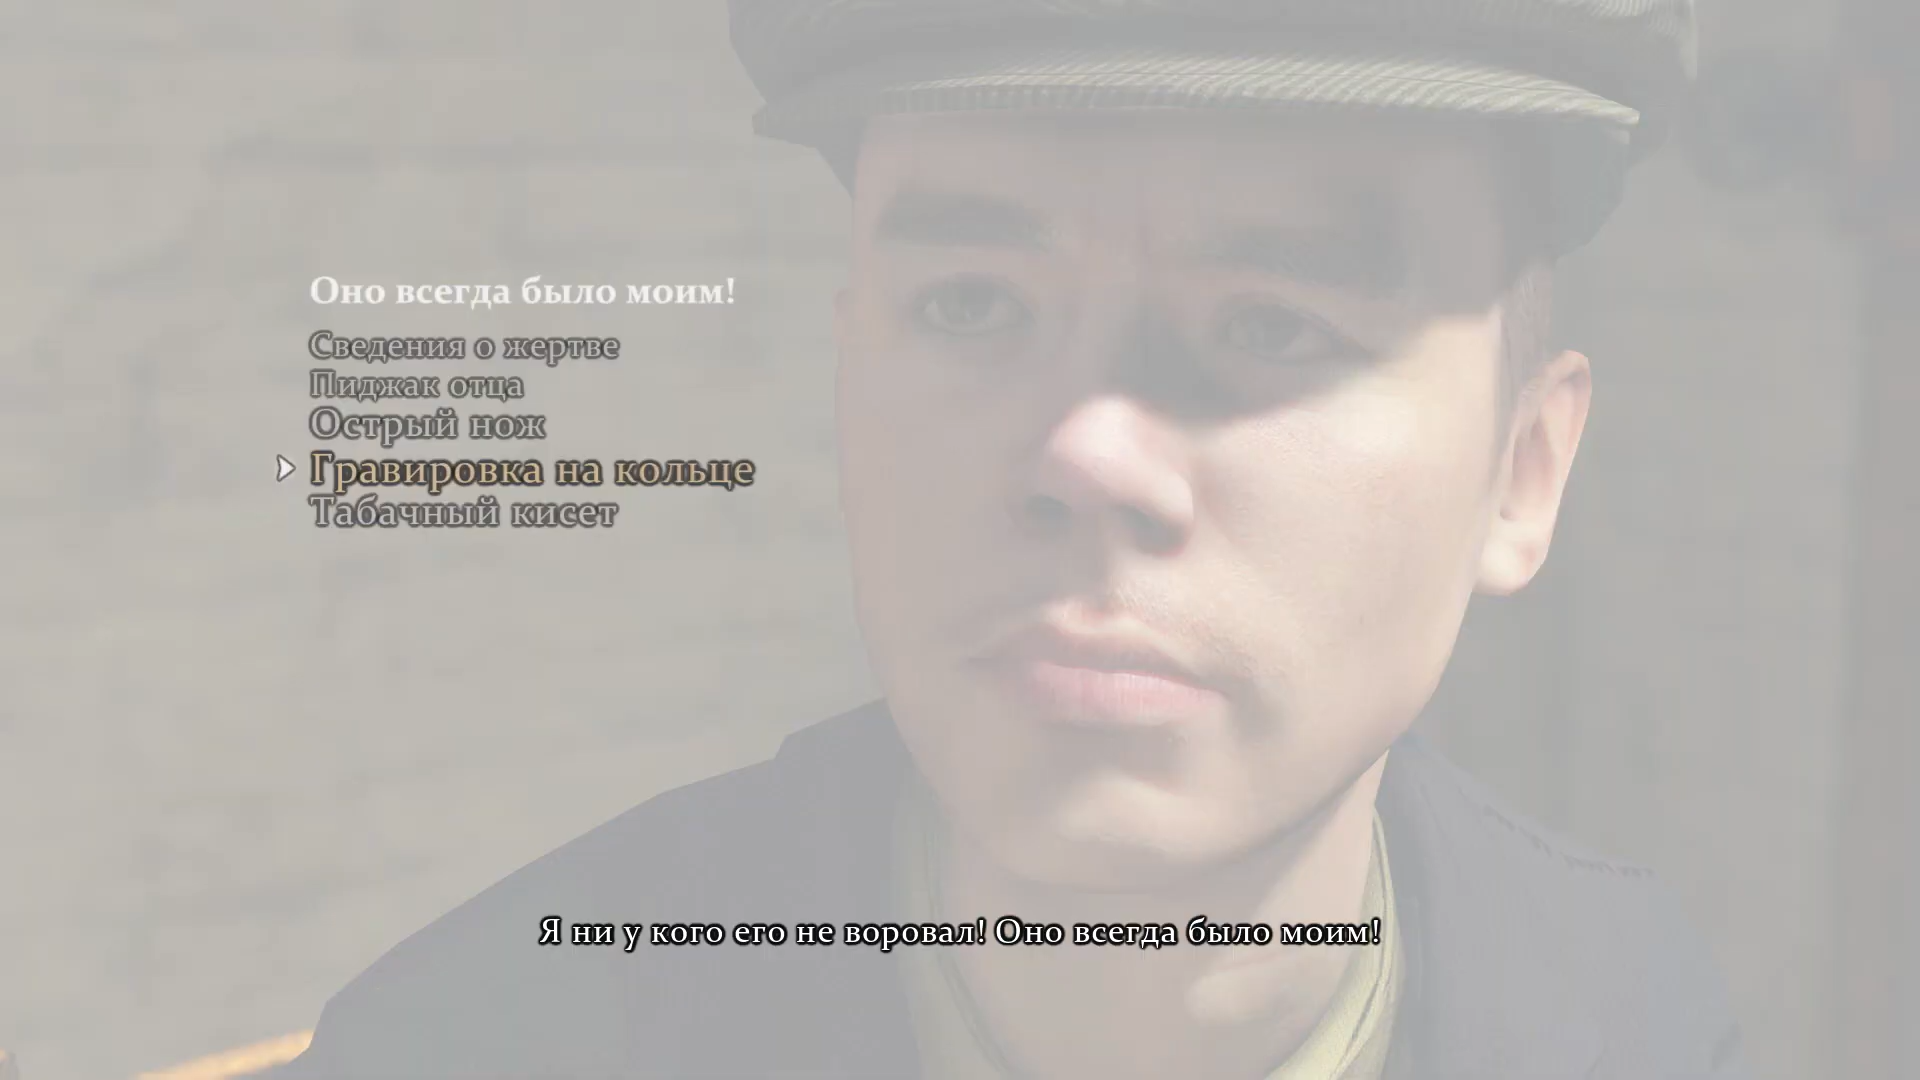 Оно всегда было моим!
Сведения о жертве
Пиджак отца
Острый нож
Гравировка на кольце
Табачный кисет
Я ни у кого его не воровал! Оно всегда было моим!